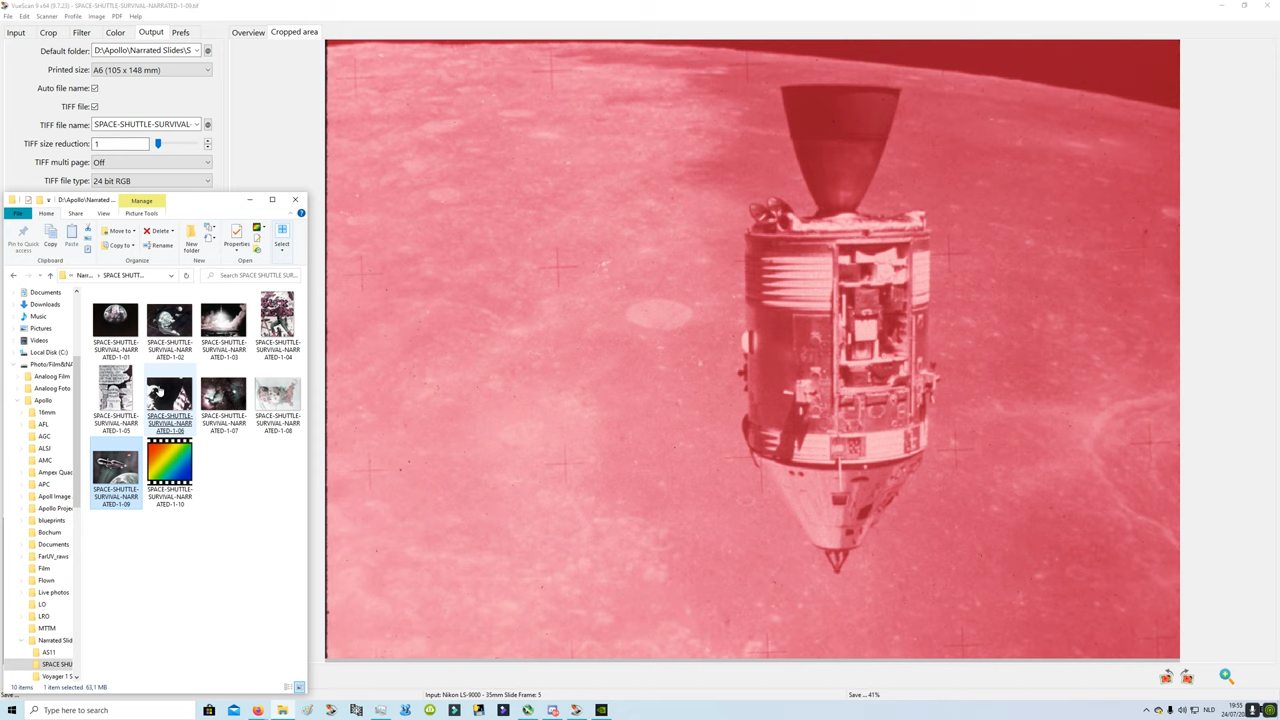 VueScan 9 x64 (9.7.23) - SPACE-SHUTTLE-SURVIVAL-NARRATED-1-09.tif
File Edit Scanner Profile Image PDF Help
Input Crop Filter Color Output Prefs Overview Cropped area
Default folder: D:\Apollo\Narrated Slides\S
Printed size: A6 (105 x 148 mm)
Auto file name:
TIFF file:
TIFF file name: SPACE-SHUTTLE-SURVIVAL-
TIFF size reduction: 1
TIFF multi page: Off
TIFF file type: 24 bit RGB
D:\Apollo\Narrated ... Manage
File Home Share View Picture Tools
Pin to Quick access
Copy
Paste
Move to
Copy to
Delete
Rename
New folder
Properties
Select
Clipboard Organize New Open
Narr... SPACE SHUTT... Search SPACE SHUTTLE SUR...
Documents
Downloads
Music
Pictures
Videos
Local Disk (C:)
Photo/Film&NA
Analoog Film
Analoog Foto
Apollo
16mm
AFL
AGC
ALSJ
AMC
Ampex Quad
APC
Apoll Image
Apollo Projec
blueprints
Bochum
Documents
FarUV_raws
Film
Flown
Live photos
LO
LRO
MTTM
Narrated Slid
AS11
SPACE SHU
Voyager 1 S
SPACE-SHUTTLE-SURVIVAL-NARRATED-1-01
SPACE-SHUTTLE-SURVIVAL-NARRATED-1-02
SPACE-SHUTTLE-SURVIVAL-NARRATED-1-03
SPACE-SHUTTLE-SURVIVAL-NARRATED-1-04
SPACE-SHUTTLE-SURVIVAL-NARRATED-1-05
SPACE-SHUTTLE-SURVIVAL-NARRATED-1-06
SPACE-SHUTTLE-SURVIVAL-NARRATED-1-07
SPACE-SHUTTLE-SURVIVAL-NARRATED-1-08
SPACE-SHUTTLE-SURVIVAL-NARRATED-1-09
SPACE-SHUTTLE-SURVIVAL-NARRATED-1-10
10 items 1 item selected 63,1 MB
Save ... Input: Nikon LS-9000 - 35mm Slide Frame: 5 Save ... 41%
Type here to search
NLD
19:55
24/07/20